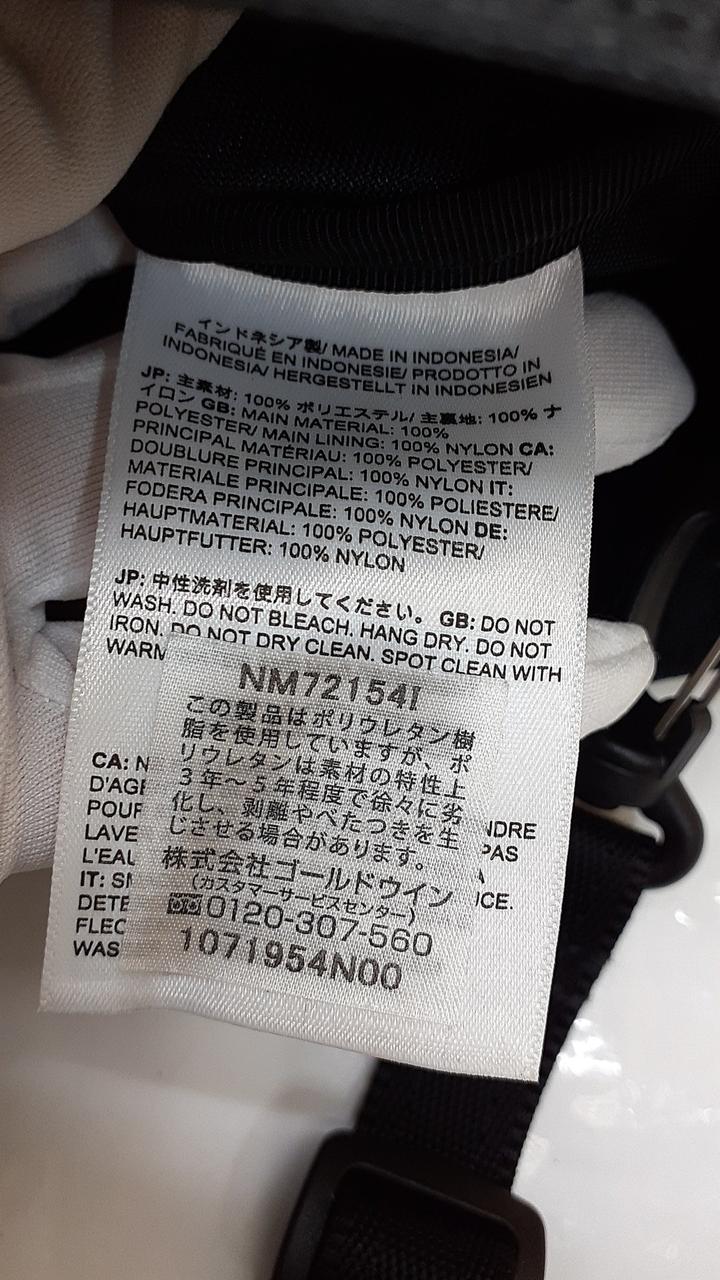 インドネシア製/ MADE IN INDONESIA/
FABRIQUÉ EN INDONESIE/ PRODOTTO IN
INDONESIA/ HERGESTELLT IN INDONESIEN
JP: 主素材: 100% ポリエステル/ 主裏地: 100% ナ
イロン GB: MAIN MATERIAL: 100%
POLYESTER/ MAIN LINING: 100% NYLON CA:
PRINCIPAL MATÉRIAU: 100% POLYESTER/
DOUBLURE PRINCIPAL: 100% NYLON IT:
MATERIALE PRINCIPALE: 100% POLIESTERE/
FODERA PRINCIPALE: 100% NYLON DE:
HAUPTMATERIAL: 100% POLYESTER/
HAUPTFUTTER: 100% NYLON
JP: 中性洗剤を使用してください。 GB: DO NOT
WASH. DO NOT BLEACH. HANG DRY. DO NOT
IRON. DO NOT DRY CLEAN. SPOT CLEAN WITH
WARM
NM72154I
この製品はポリウレタン樹
脂を使用していますが、ポ
リウレタンは素材の特性上
3年～5年程度で徐々に劣
化し、剥離やべたつきを生
じさせる場合があります。
株式会社ゴールドウイン
(カスタマーサービスセンター)
0120-307-560
1071954N00
CA:
POUR
PAS
L'EAU
IT: